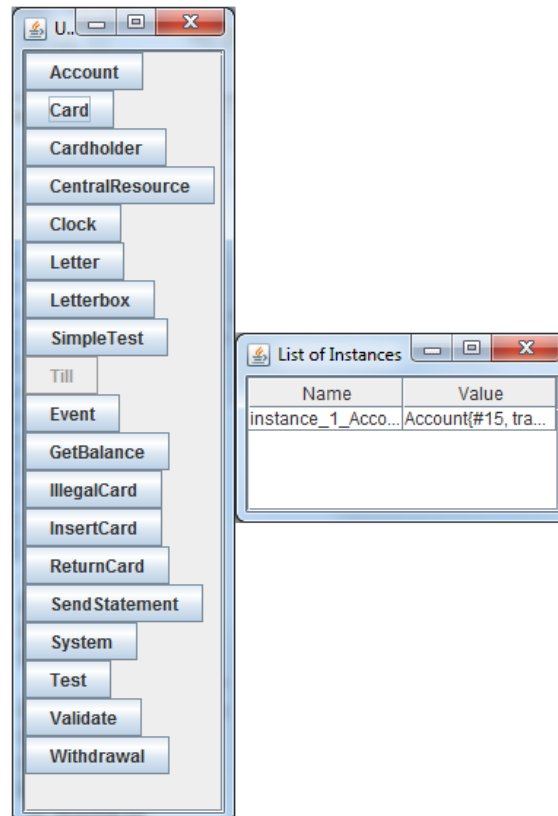 U..
Account
Card
Cardholder
CentralResource
Clock
Letter
Letterbox
SimpleTest
Till
Event
GetBalance
IllegalCard
InsertCard
ReturnCard
SendStatement
System
Test
Validate
Withdrawal
List of Instances
Name Value
instance_1_Acco... Account{#15, tra...